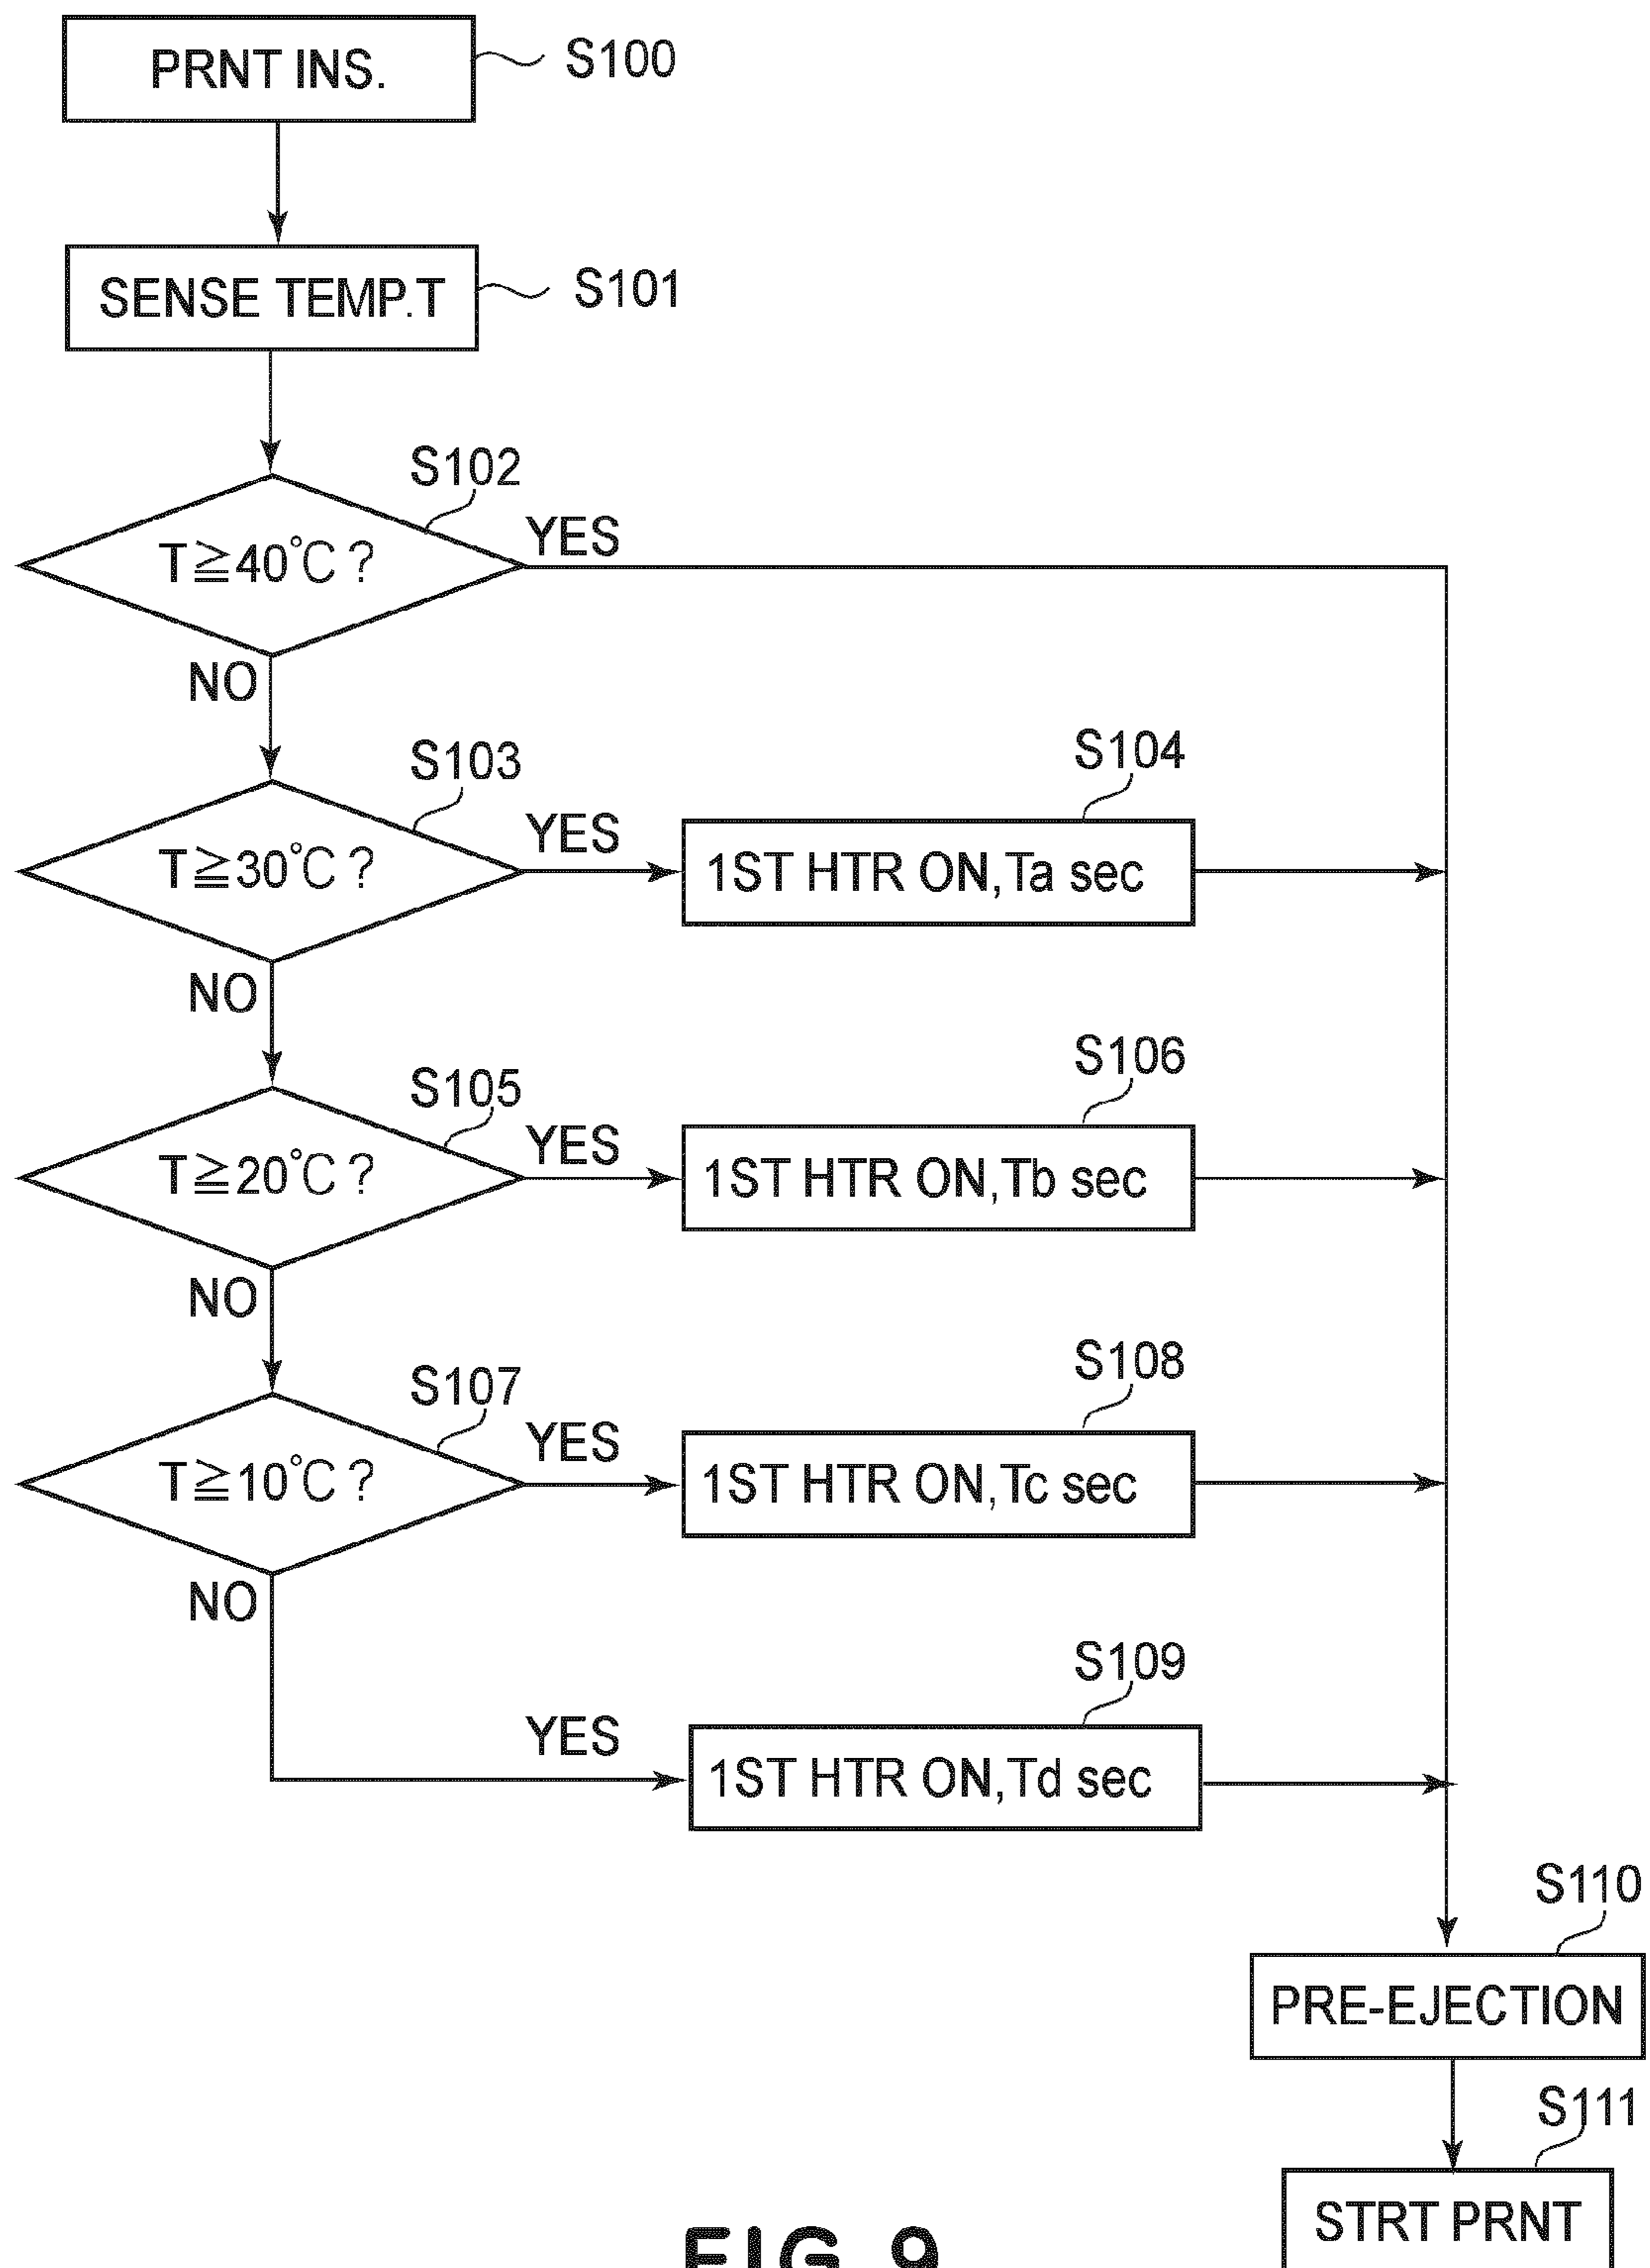 PRNT INS.
S100
SENSE TEMP.T
S101
S102
T≧40°C?
YES
NO
S103
T≧30°C?
YES
S104
1ST HTR ON,Ta sec
NO
S105
T≧20°C?
YES
S106
1ST HTR ON,Tb sec
NO
S107
T≧10°C?
YES
S108
1ST HTR ON,Tc sec
NO
YES
S109
1ST HTR ON,Td sec
S110
PRE-EJECTION
S111
STRT PRNT
FIG. 9